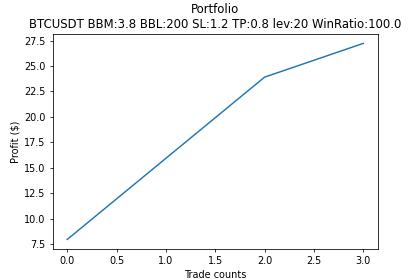 Portfolio
BTCUSDT BBM:3.8 BBL:200 SL:1.2 TP:0.8 lev:20 WinRatio:100.0
27.5
25.0
22.5
20.0
17.5
15.0
12.5
10.0
7.5
Profit ($)
0.0 0.5 1.0 1.5 2.0 2.5 3.0
Trade counts